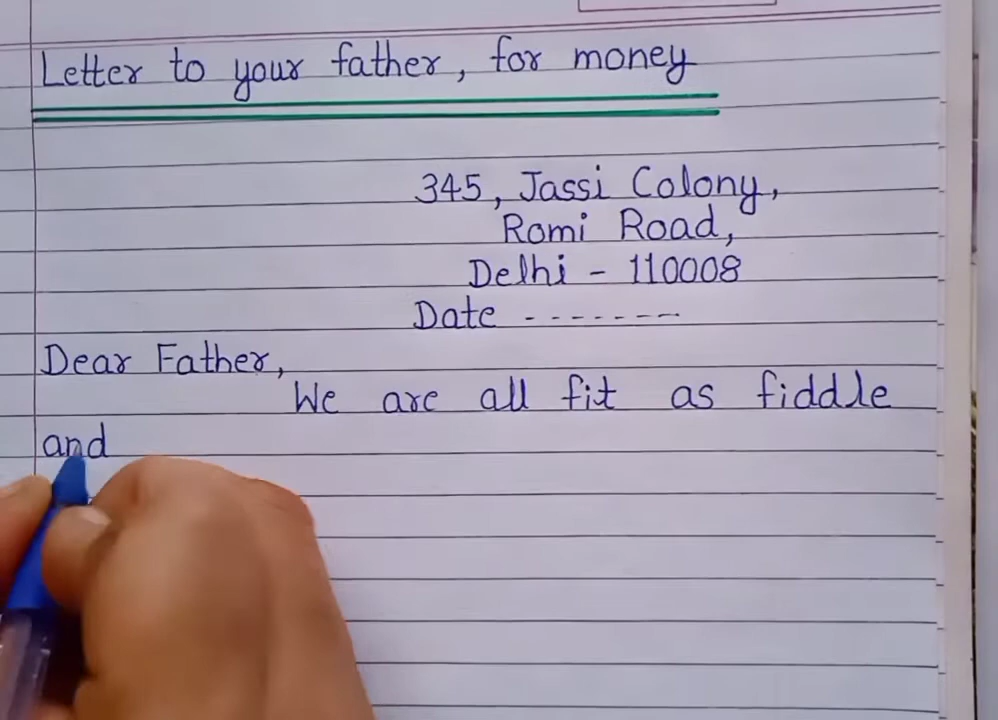 Letter to your father, for money
345, Jassi Colony,
Romi Road,
Delhi - 110008
Date -------
Dear Father,
We are all fit as fiddle
and